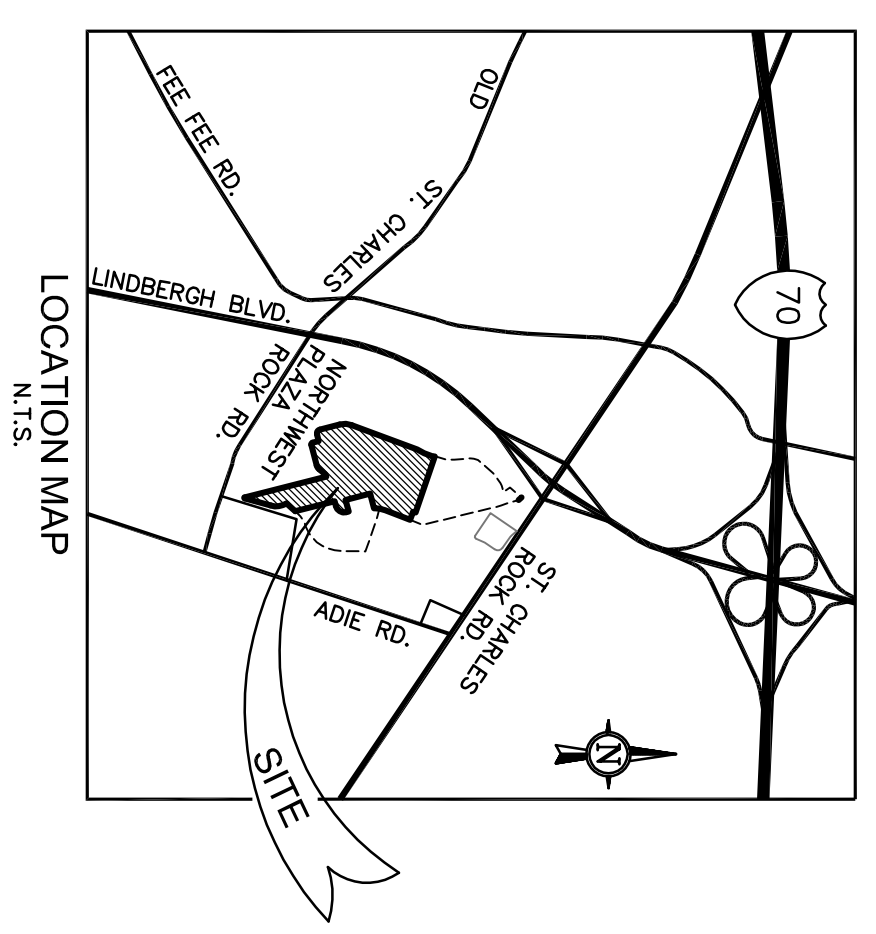 70
N
OLD
ST. CHARLES
ROCK RD.
ST. CHARLES
ROCK RD.
FEE FEE RD.
NORTHWEST
PLAZA
ADIE RD.
LINDBERGH BLVD.
SITE
LOCATION MAP
N.T.S.